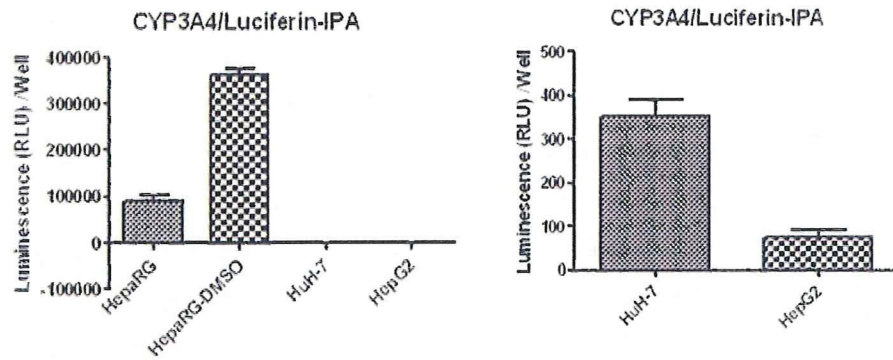 CYP3A4/Luciferin-IPA
Luminescence (RLU) /Well
400000
300000
200000
100000
0
-100000
HepaRG
HepaRG-DMSO
HuH-7
HepG2
CYP3A4/Luciferin-IPA
Luminescence (RLU) /Well
500
400
300
200
100
0
HuH-7
HepG2